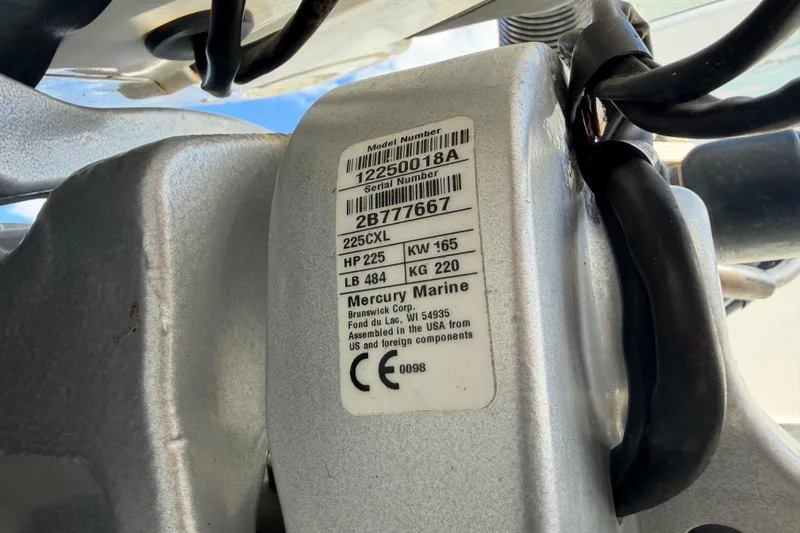 Model Number
12250018A
Serial Number
2B777667
225CXL
HP 225 KW 165
LB 484 KG 220
Mercury Marine
Brunswick Corp.
Fond du Lac, WI 54935
Assembled in the USA from
US and foreign components
CE 0098